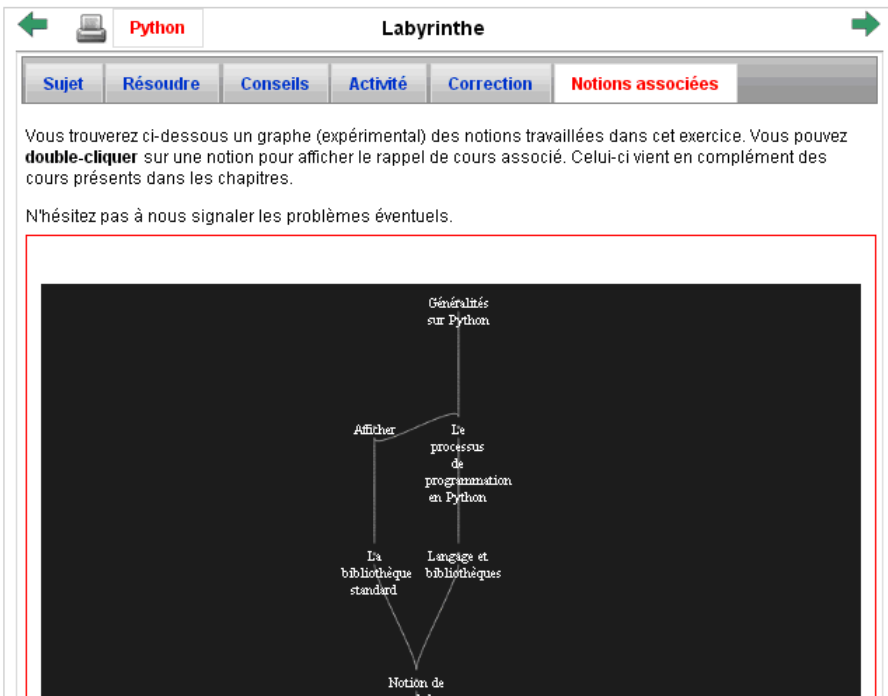 Python
Labyrinthe
Sujet
Résoudre
Conseils
Activité
Correction
Notions associées
Vous trouverez ci-dessous un graphe (expérimental) des notions travaillées dans cet exercice. Vous pouvez
double-cliquer sur une notion pour afficher le rappel de cours associé. Celui-ci vient en complément des
cours présents dans les chapitres.
N'hésitez pas à nous signaler les problèmes éventuels.
Généralités
sur Python
Afficher
Le
processus
de
programmation
en Python
La
bibliothèque
standard
Langage et
bibliothèques
Notion de